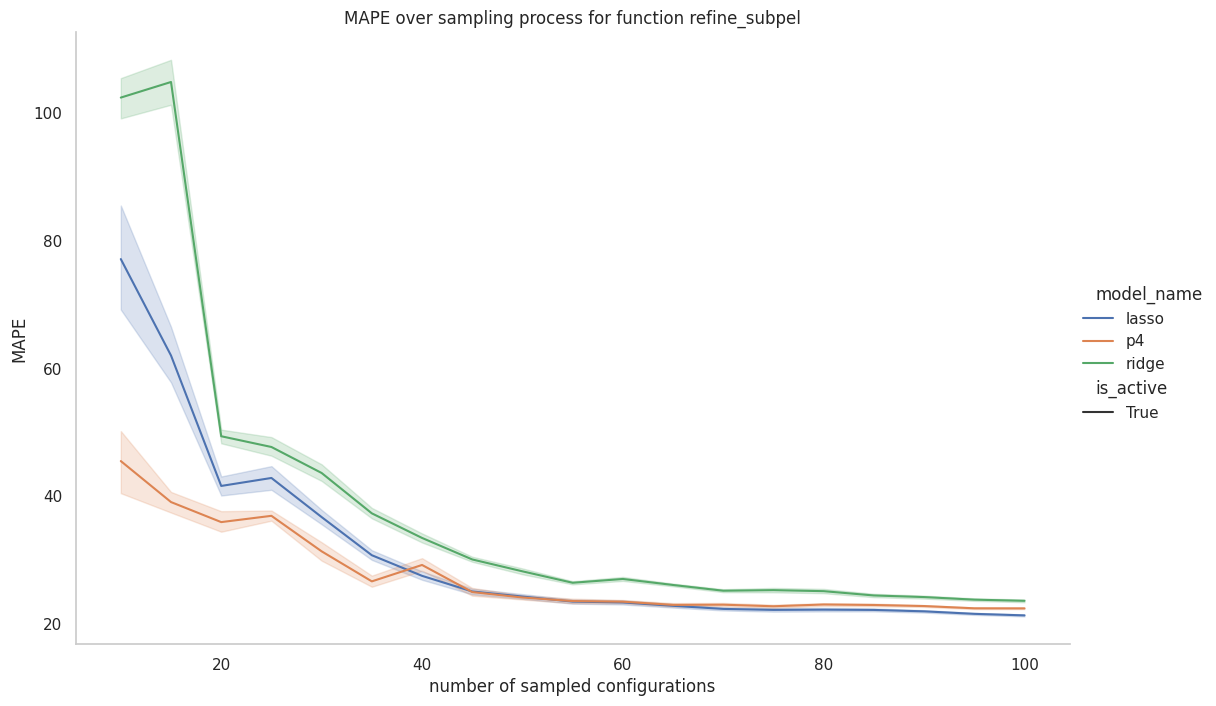 MAPE over sampling process for function refine_subpel
100
80
60
40
20
MAPE
20 40 60 80 100
number of sampled configurations
model_name
lasso
p4
ridge
is_active
True